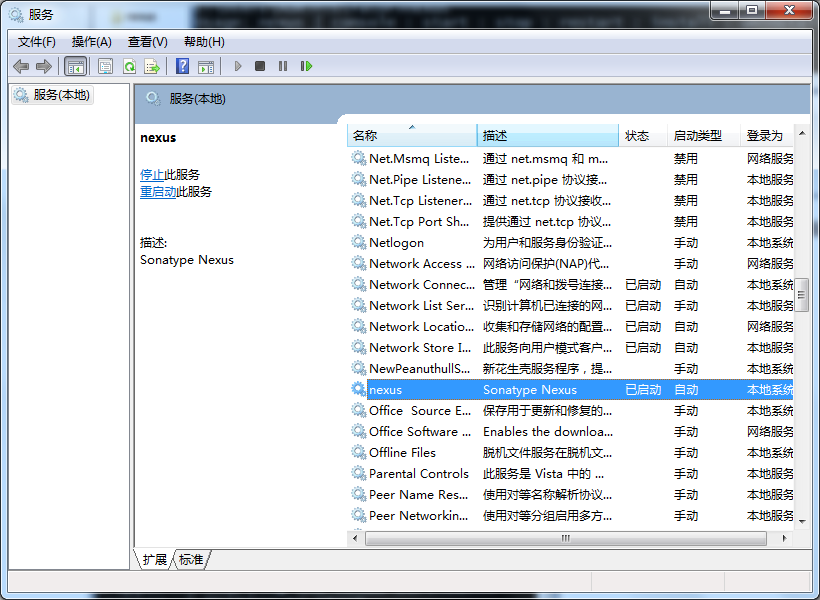 服务
文件(F) 操作(A) 查看(V) 帮助(H)
服务(本地)
服务(本地)
nexus
停止此服务
重启动此服务
描述:
Sonatype Nexus
名称 描述 状态 启动类型 登录为
Net.Msmq Liste... 通过 net.msmq 和 m... 禁用 网络服务
Net.Pipe Listene... 通过 net.pipe 协议接... 禁用 本地服务
Net.Tcp Listener... 通过 net.tcp 协议接收... 禁用 本地服务
Net.Tcp Port Sh... 提供通过 net.tcp 协议... 禁用 本地服务
Netlogon 为用户和服务身份验证... 手动 本地系统
Network Access ... 网络访问保护(NAP)代... 手动 网络服务
Network Connec... 管理“网络和拨号连接... 已启动 自动 本地系统
Network List Ser... 识别计算机已连接的网... 已启动 手动 本地服务
Network Locatio... 收集和存储网络的配置... 已启动 自动 网络服务
Network Store I... 此服务向用户模式客户... 已启动 自动 本地服务
NewPeanuthullS... 新花生壳服务程序，提... 手动 本地系统
nexus Sonatype Nexus 已启动 自动 本地系统
Office  Source E... 保存用于更新和修复的... 手动 本地系统
Office Software ... Enables the downloa... 手动 网络服务
Offline Files 脱机文件服务在脱机文... 手动 本地系统
Parental Controls 此服务是 Vista 中的 ... 手动 本地服务
Peer Name Res... 使用对等名称解析协议... 手动 本地服务
Peer Networkin... 使用对等分组启用多方... 手动 本地服务
扩展 标准